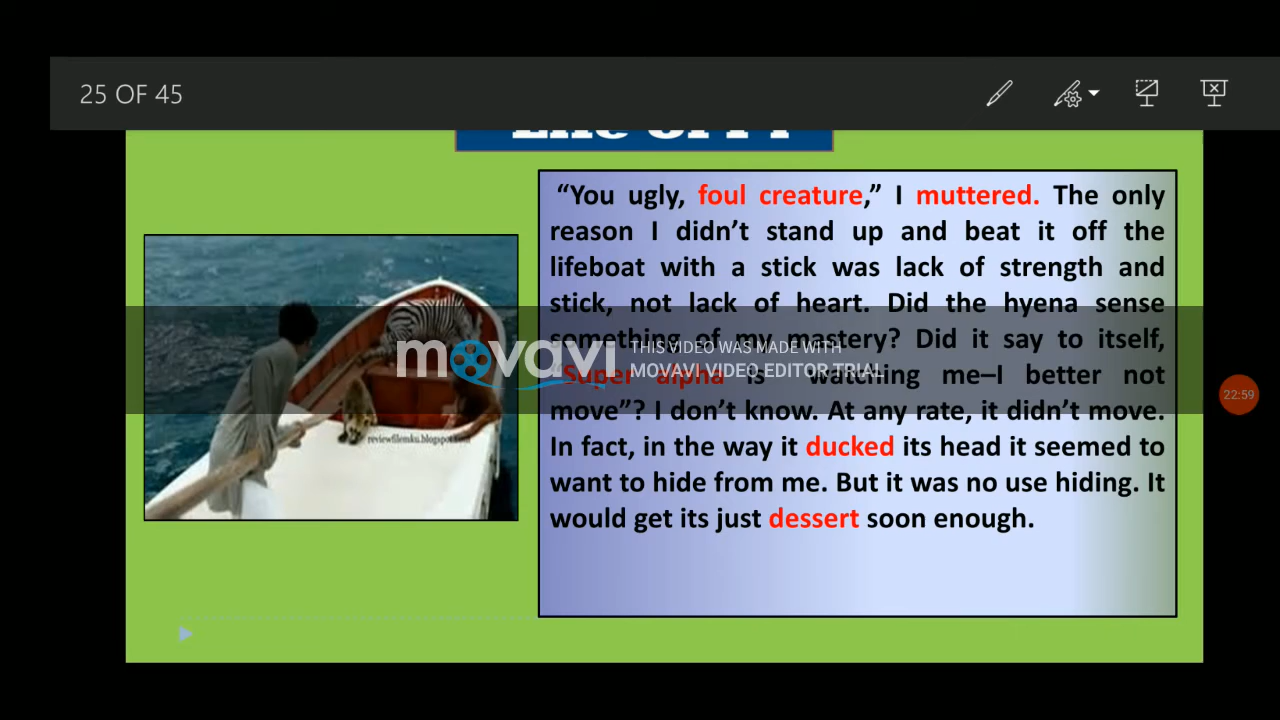 25 OF 45
Life of Pi
“You ugly, foul creature,” I muttered. The only
reason I didn’t stand up and beat it off the
lifeboat with a stick was lack of strength and
stick, not lack of heart. Did the hyena sense
something of my mastery? Did it say to itself,
“Super alpha is watching me–I better not
move”? I don’t know. At any rate, it didn’t move.
In fact, in the way it ducked its head it seemed to
want to hide from me. But it was no use hiding. It
would get its just dessert soon enough.
movavi
THIS VIDEO WAS MADE WITH
MOVAVI VIDEO EDITOR TRIAL
reviewfilemku.blogspot.com
22:59